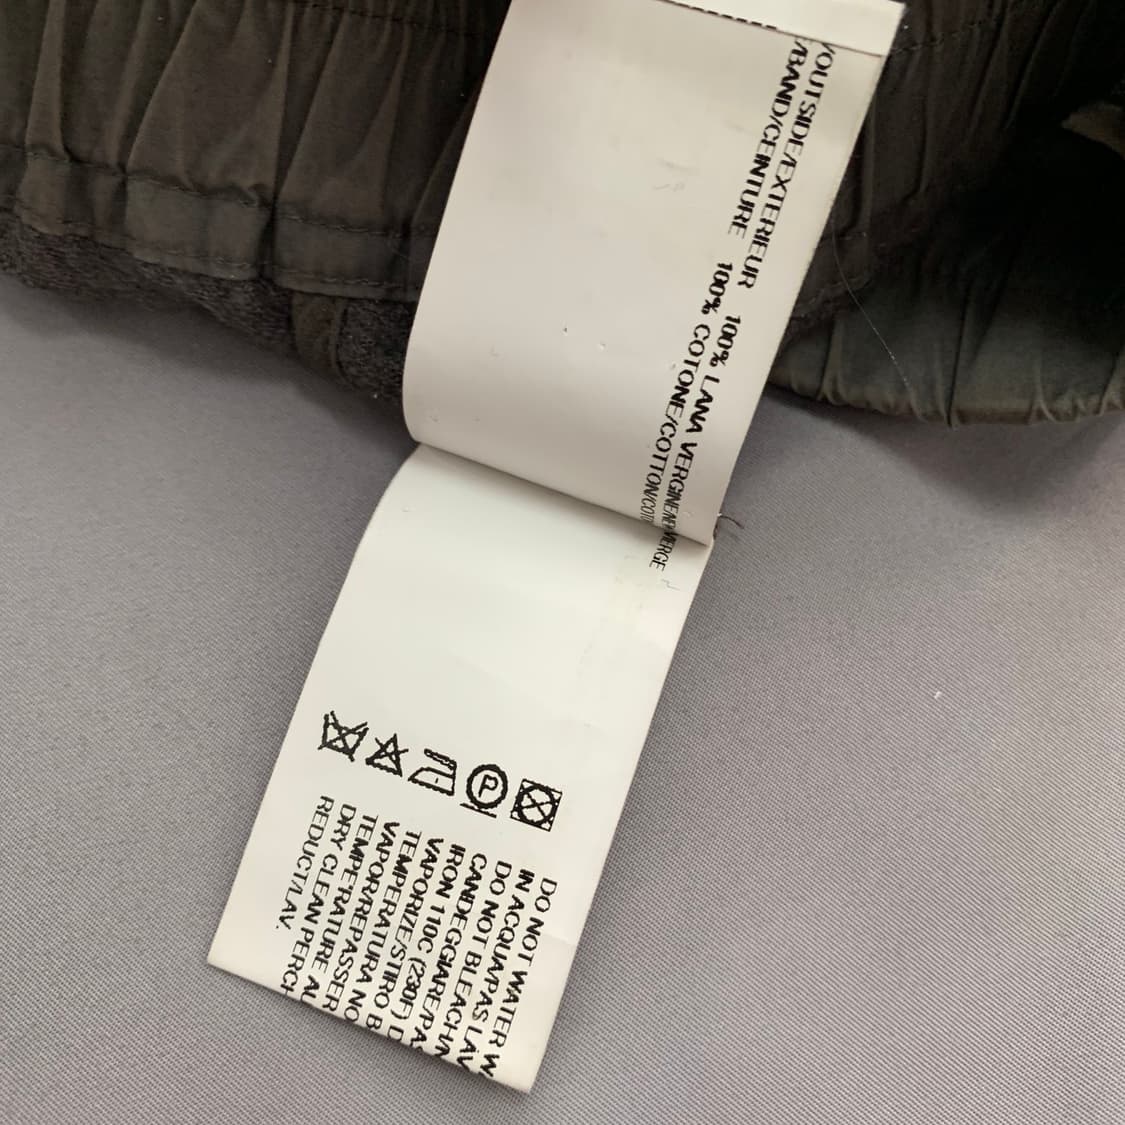 /OUTSIDE/EXTERIEUR 100% LANA VERGINE/
/BAND/CEINTURE 100% COTONE/COTTON/COT
VERGE
P
DO NOT WATER W
IN ACQUA/PAS LAV
DO NOT BLEACH/N
CANDEGGIARE/PAS
IRON 110C (230F) D
VAPORIZE/STIRO B
TEMPERATURA NO
VAPOR/REPASSER
TEMPERATURE AU
DRY CLEAN PERCH
REDUCT/LAV.